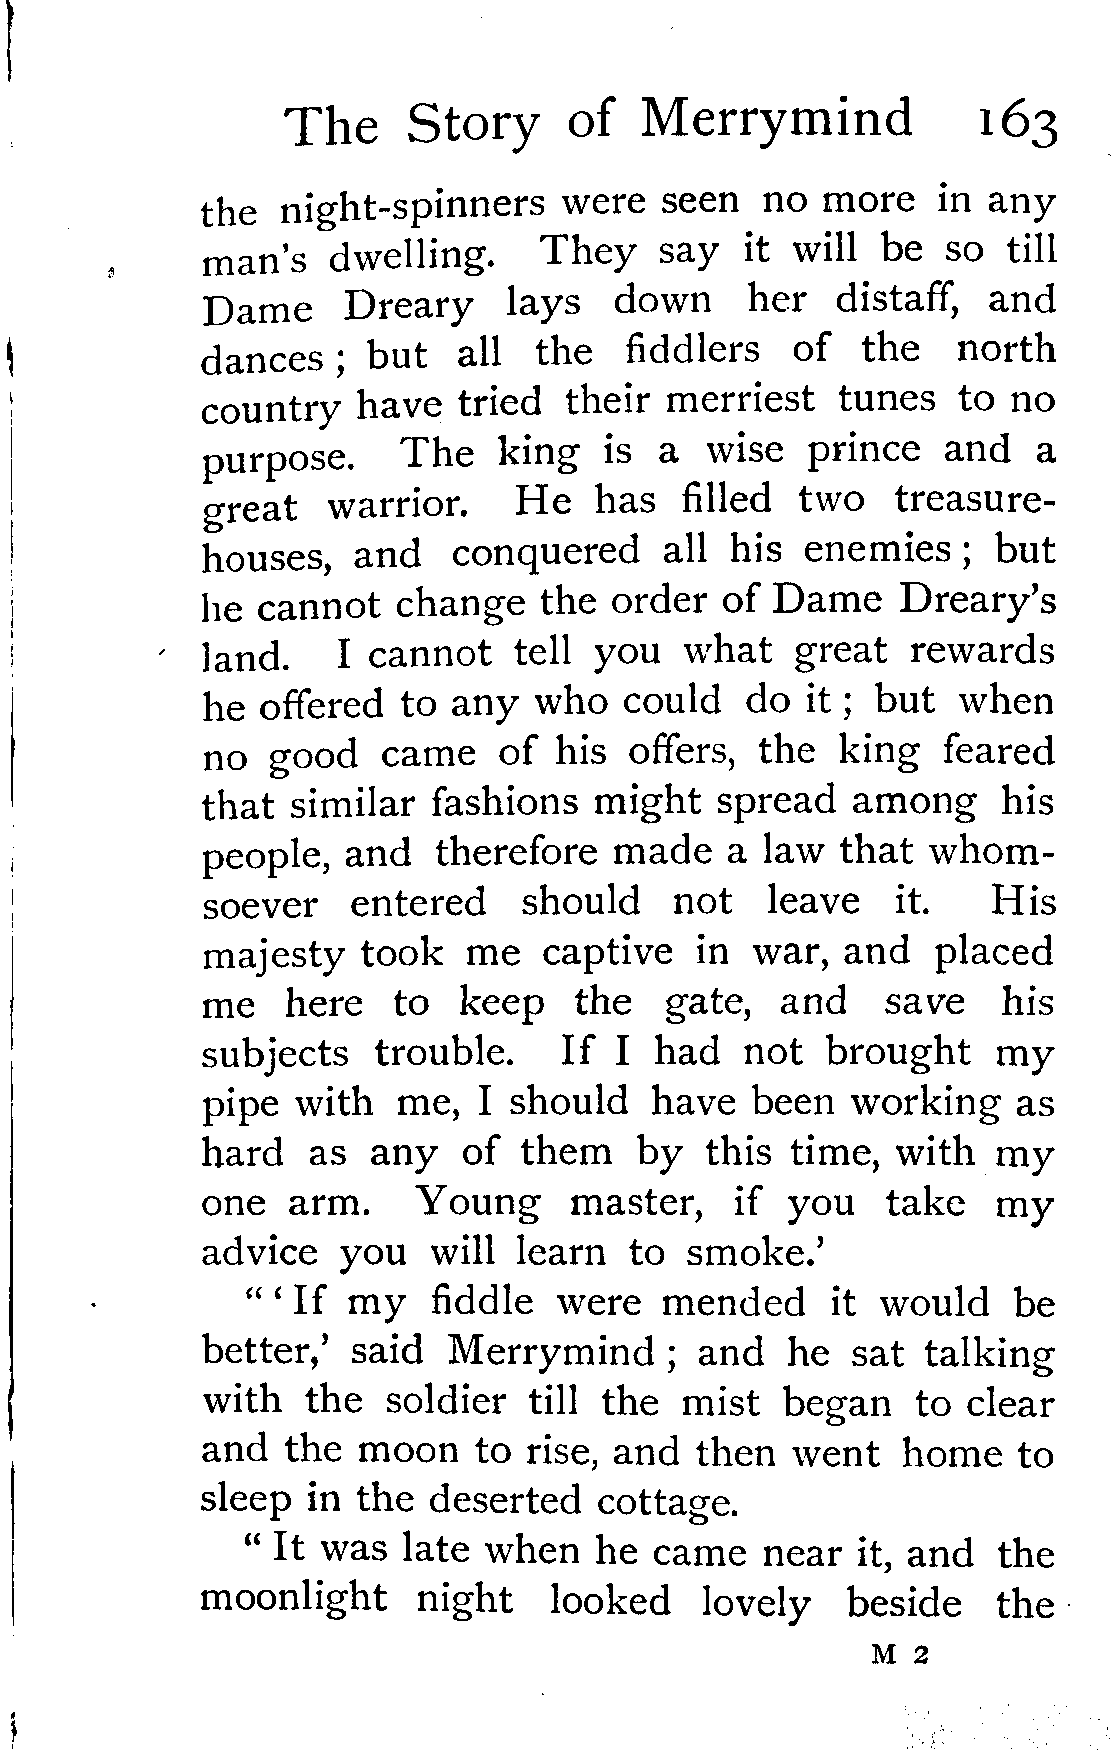 The Story of Merrymind 163
the night-spinners were seen no more in any
man's dwelling. They say it will be so till
Dame Dreary lays down her distaff, and
dances ; but all the fiddlers of the north
country have tried their merriest tunes to no
purpose. The king is a wise prince and a
great warrior. He has filled two treasure-
houses, and conquered all his enemies ; but
he cannot change the order of Dame Dreary's
land. I cannot tell you what great rewards
he offered to any who could do it ; but when
no good came of his offers, the king feared
that similar fashions might spread among his
people, and therefore made a law that whom-
soever entered should not leave it. His
majesty took me captive in war, and placed
me here to keep the gate, and save his
subjects trouble. If I had not brought my
pipe with me, I should have been working as
hard as any of them by this time, with my
one arm. Young master, if you take my
advice you will learn to smoke.'
" ' If my fiddle were mended it would be
better,' said Merrymind ; and he sat talking
with the soldier till the mist began to clear
and the moon to rise, and then went home to
sleep in the deserted cottage.
" It was late when he came near it, and the
moonlight night looked lovely beside the
M 2